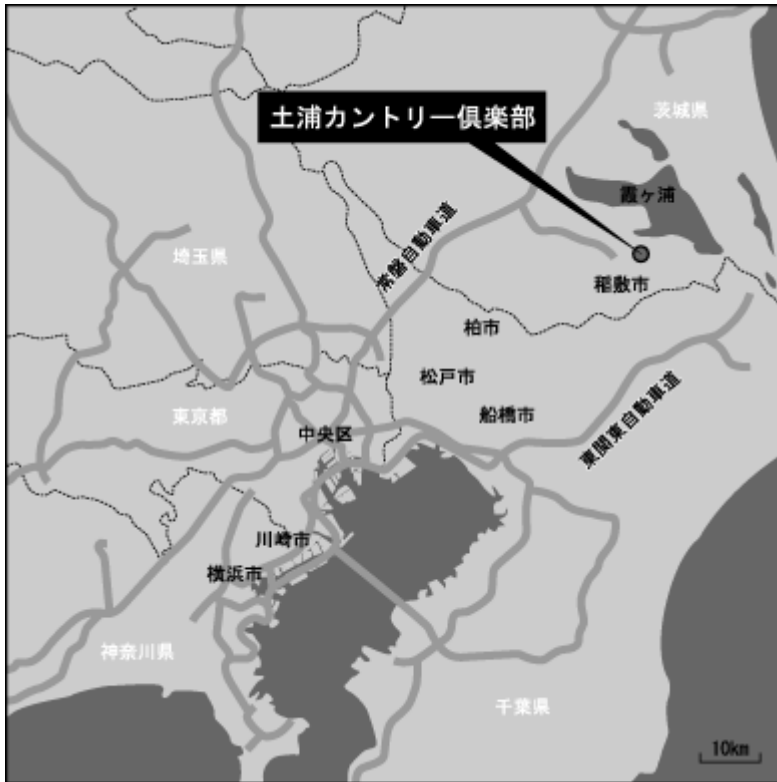 茨城県
土浦カントリー倶楽部
霞ヶ浦
常盤自動車道
埼玉県
稲敷市
柏市
松戸市
東京都
船橋市
東関東自動車道
中央区
川崎市
横浜市
神奈川県
千葉県
10km